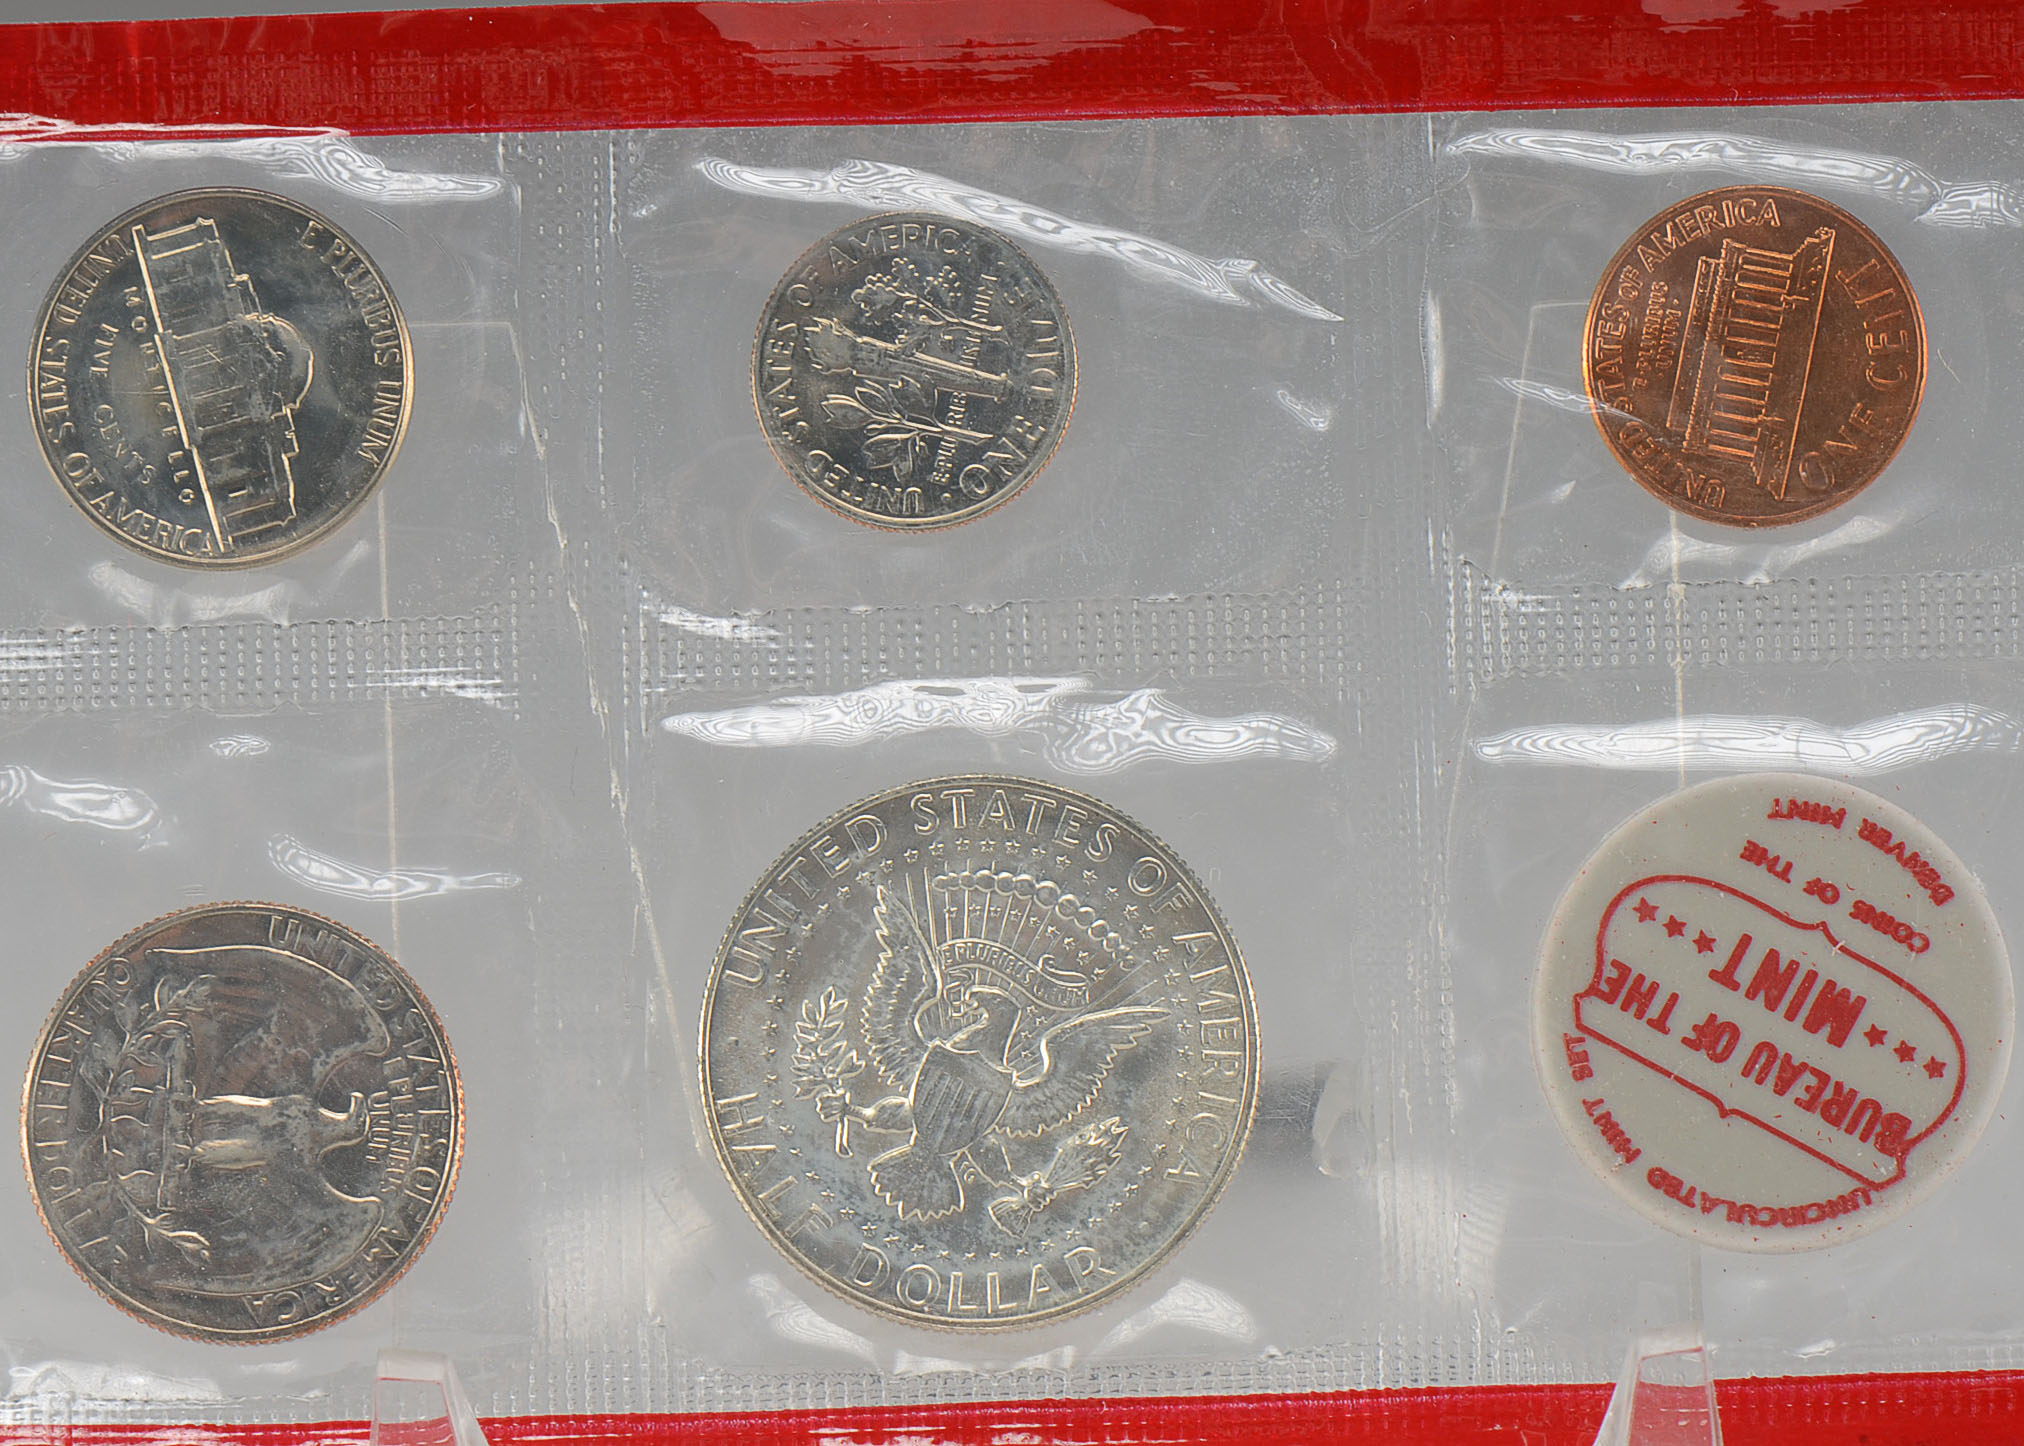 E PLURIBUS UNUM
MONTICELLO
FIVE CENTS
UNITED STATES OF AMERICA
UNITED STATES OF AMERICA
ONE DIME
UNITED STATES OF AMERICA
E PLURIBUS
UNUM
ONE CENT
UNITED STATES OF AMERICA
E PLURIBUS
UNUM
QUARTER DOLLAR
UNITED STATES OF AMERICA
E PLURIBUS UNUM
HALF DOLLAR
UNCIRCULATED MINT SET
BUREAU OF THE
MINT
COINS OF THE
DENVER MINT